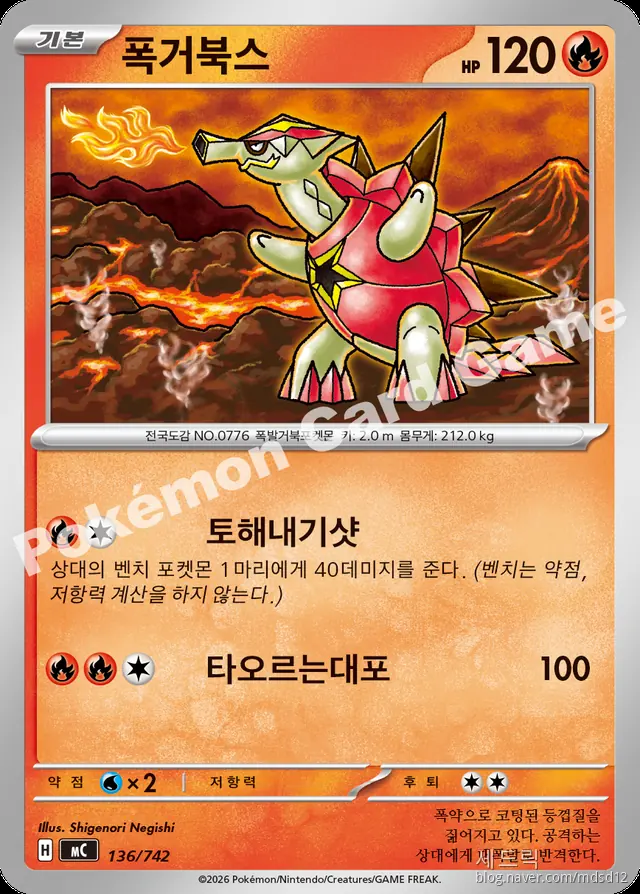 기본 폭거북스 HP 120
전국도감 NO.0776 폭발거북포켓몬 키: 2.0 m 몸무게: 212.0 kg
Pokémon Card Game
토해내기샷
상대의 벤치 포켓몬 1마리에게 40데미지를 준다. (벤치는 약점,
저항력 계산을 하지 않는다.)
타오르는대포 100
약점 ×2 저항력 후퇴
Illus. Shigenori Negishi
H mC 136/742
폭약으로 코팅된 등껍질을
짊어지고 있다. 공격하는
상대에게 반격한다.
세드릭
blog.naver.com/mdsd12
©2026 Pokémon/Nintendo/Creatures/GAME FREAK.